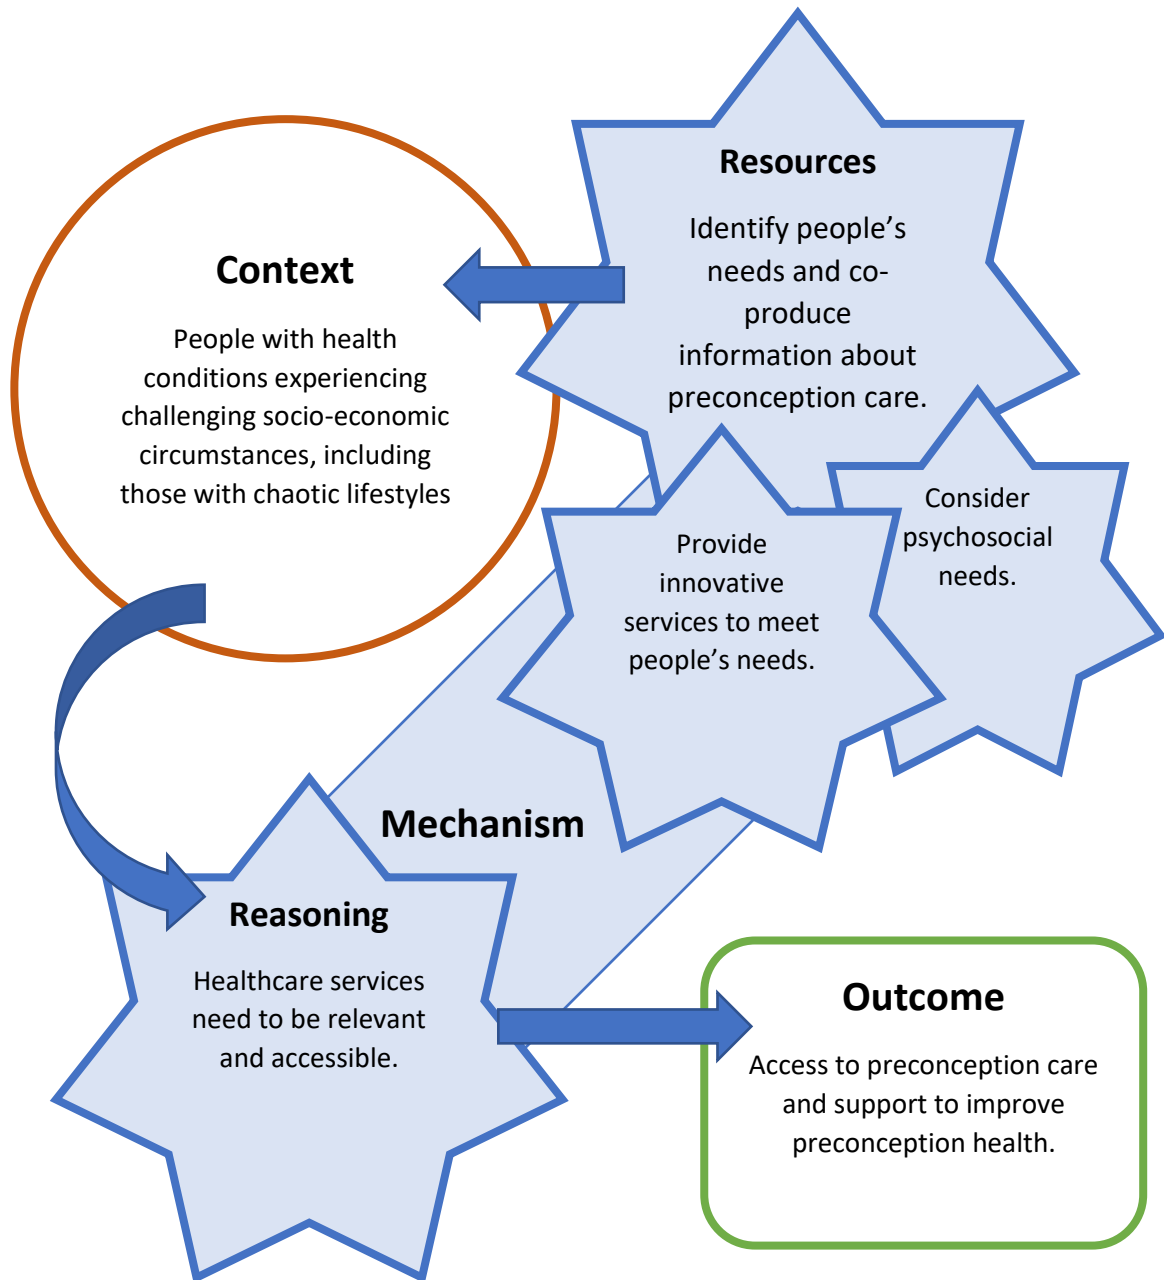 Resources
Identify people’s
needs and co-
produce
information about
preconception care.
Context
People with health
conditions experiencing
challenging socio-economic
circumstances, including
those with chaotic lifestyles
Consider
psychosocial
needs.
Provide
innovative
services to meet
people’s needs.
Mechanism
Reasoning
Healthcare services
need to be relevant
and accessible.
Outcome
Access to preconception care
and support to improve
preconception health.